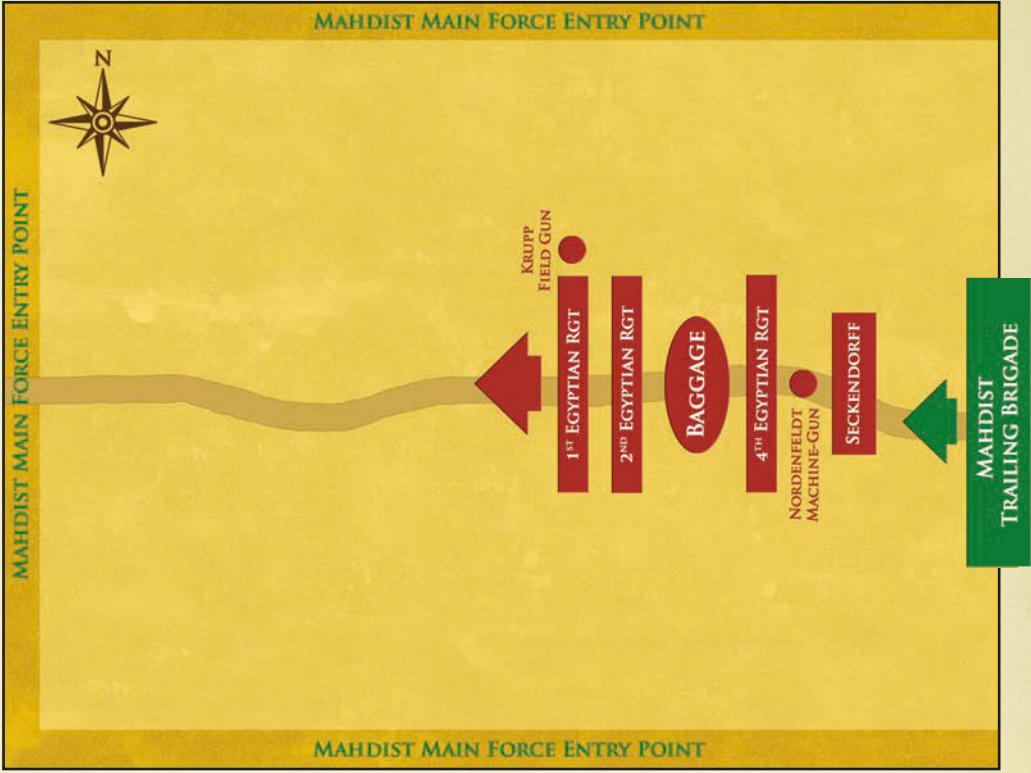 MAHDIST MAIN FORCE ENTRY POINT
N
MAHDIST MAIN FORCE ENTRY POINT
KRUPP
FIELD GUN
1ST EGYPTIAN RGT
2ND EGYPTIAN RGT
BAGGAGE
4TH EGYPTIAN RGT
NORDENFELDT
MACHINE-GUN
SECKENDORFF
MAHDIST
TRAILING BRIGADE
MAHDIST MAIN FORCE ENTRY POINT